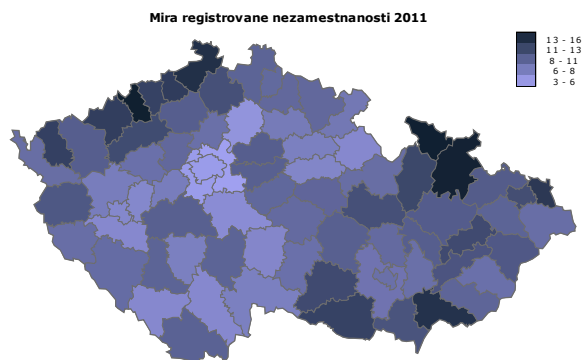 Mira registrovane nezamestnanosti 2011
13 - 16
11 - 13
8 - 11
6 - 8
3 - 6